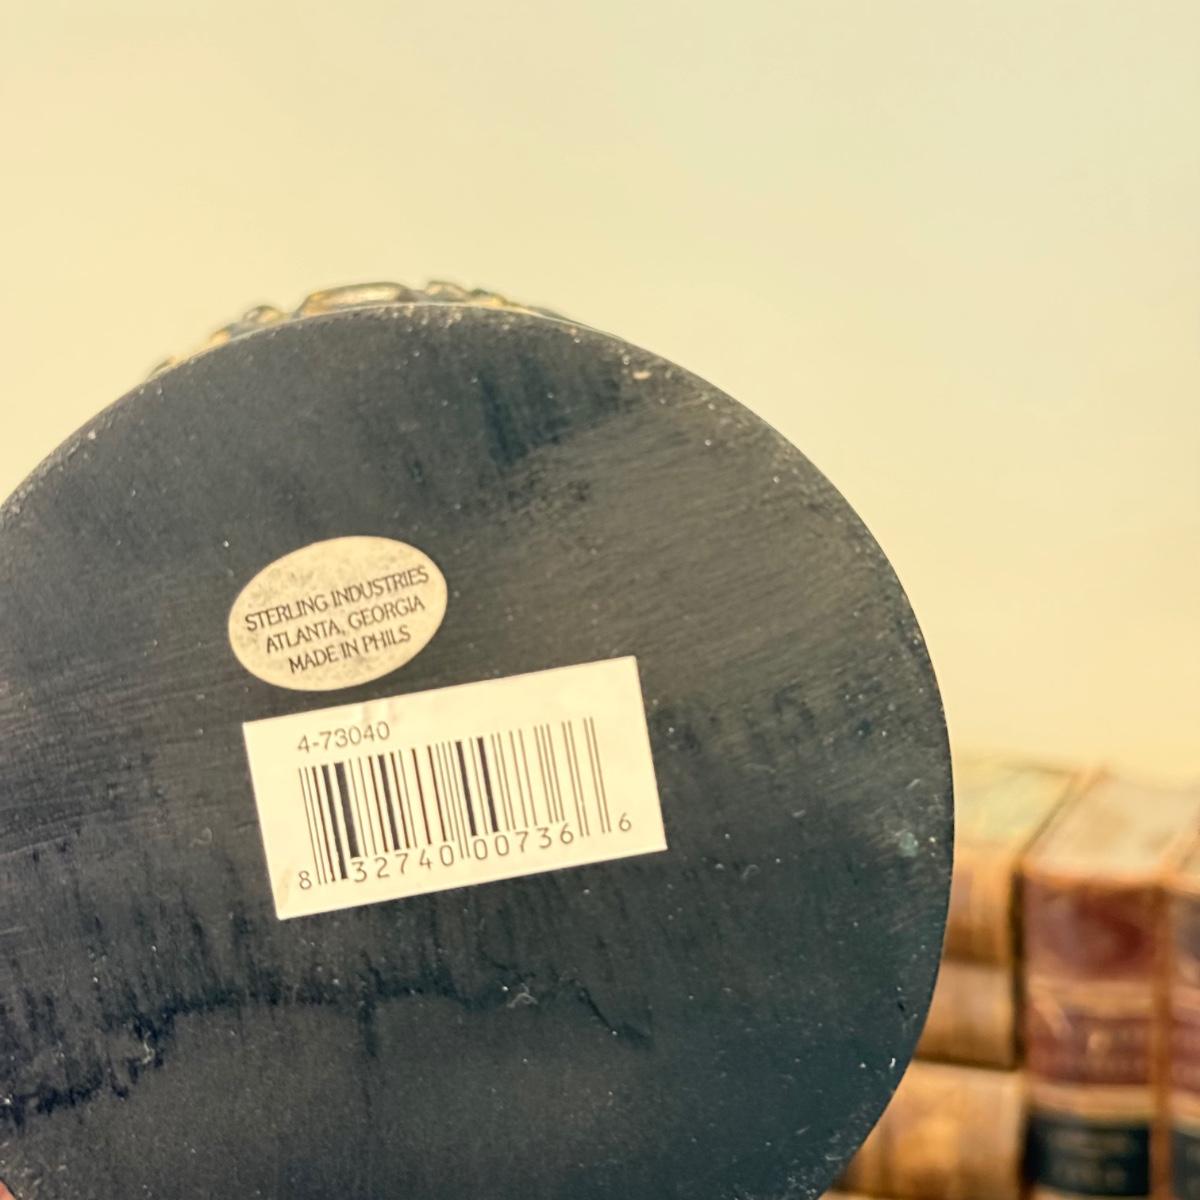 STERLING INDUSTRIES
ATLANTA, GEORGIA
MADE IN PHILS
4-73040
8 32740 00736 6